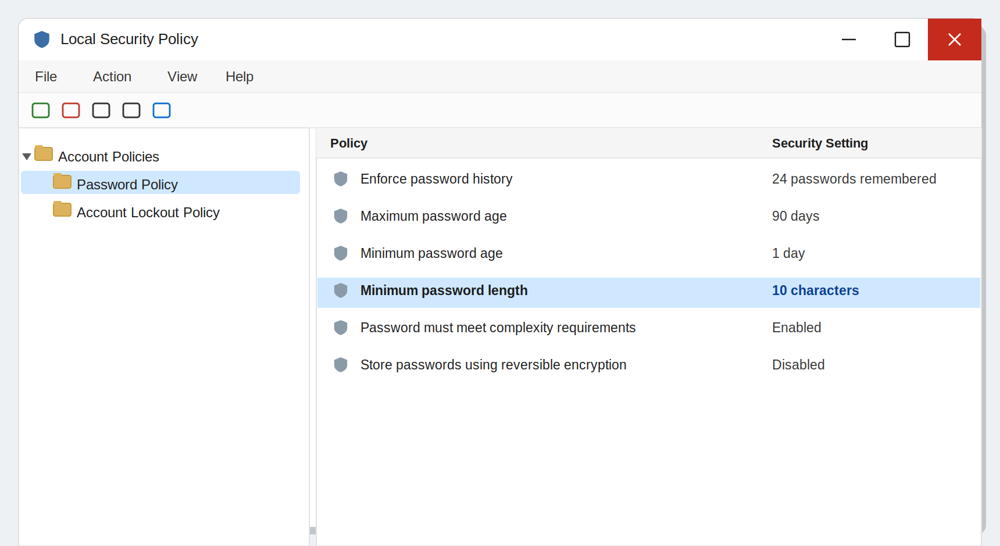 Local Security Policy
File Action View Help
Account Policies
Password Policy
Account Lockout Policy
Policy Security Setting
Enforce password history 24 passwords remembered
Maximum password age 90 days
Minimum password age 1 day
Minimum password length 10 characters
Password must meet complexity requirements Enabled
Store passwords using reversible encryption Disabled